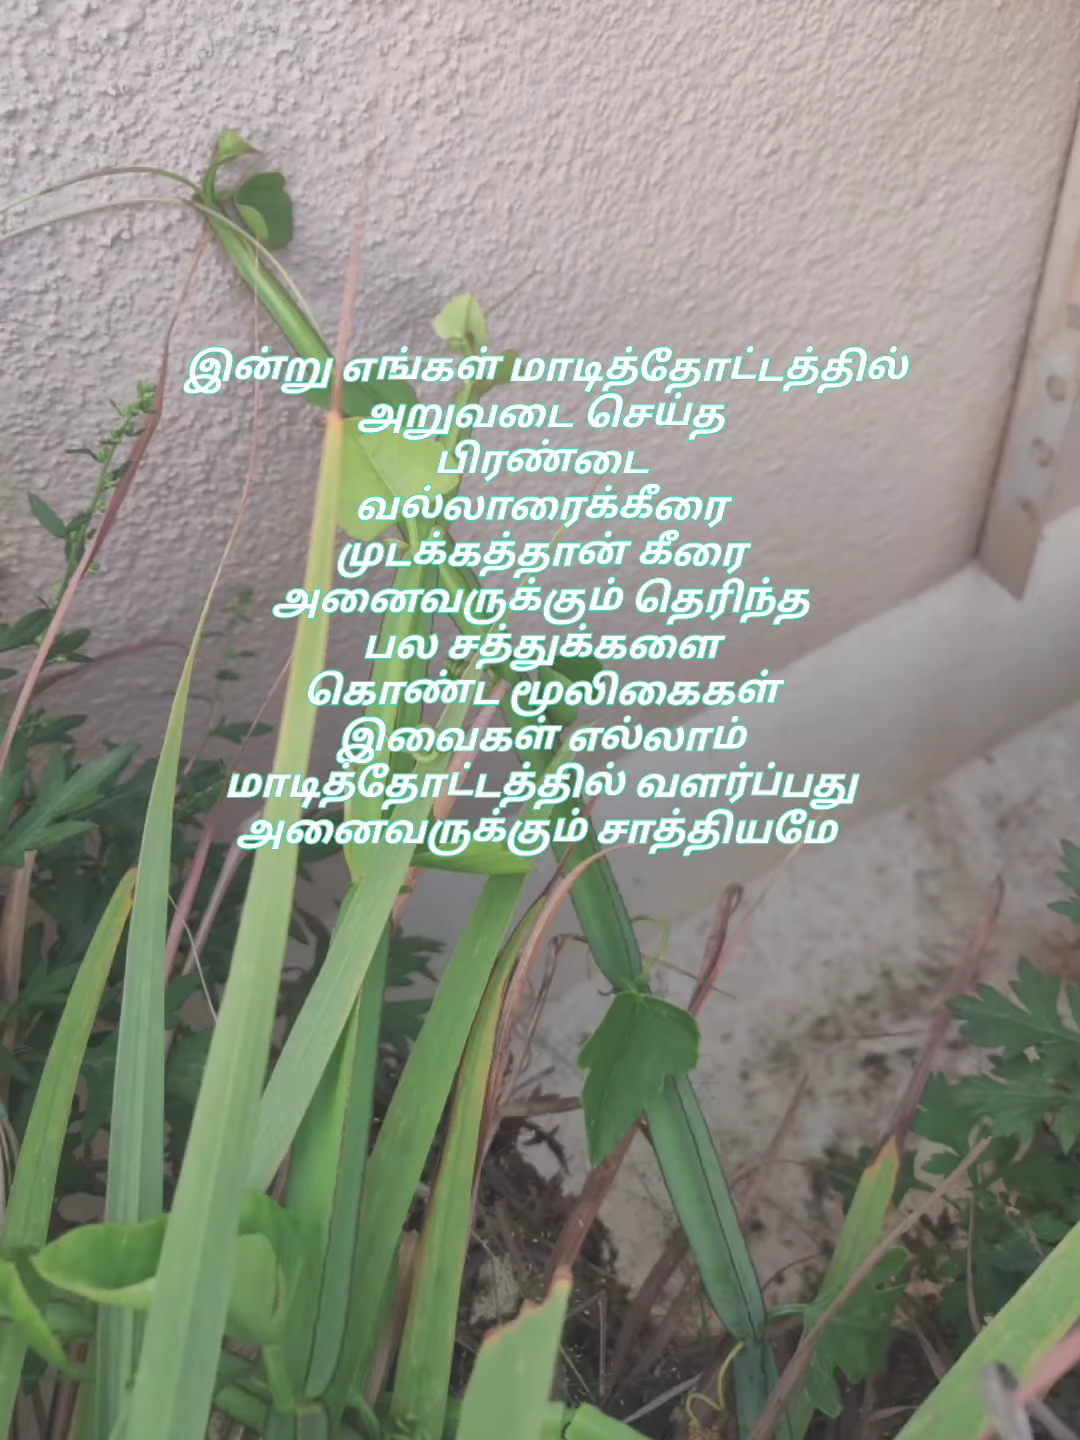 இன்று எங்கள் மாடித்தோட்டத்தில்
அறுவடை செய்த
பிரண்டை
வல்லாரைக்கீரை
முடக்கத்தான் கீரை
அனைவருக்கும் தெரிந்த
பல சத்துக்களை
கொண்ட மூலிகைகள்
இவைகள் எல்லாம்
மாடித்தோட்டத்தில் வளர்ப்பது
அனைவருக்கும் சாத்தியமே